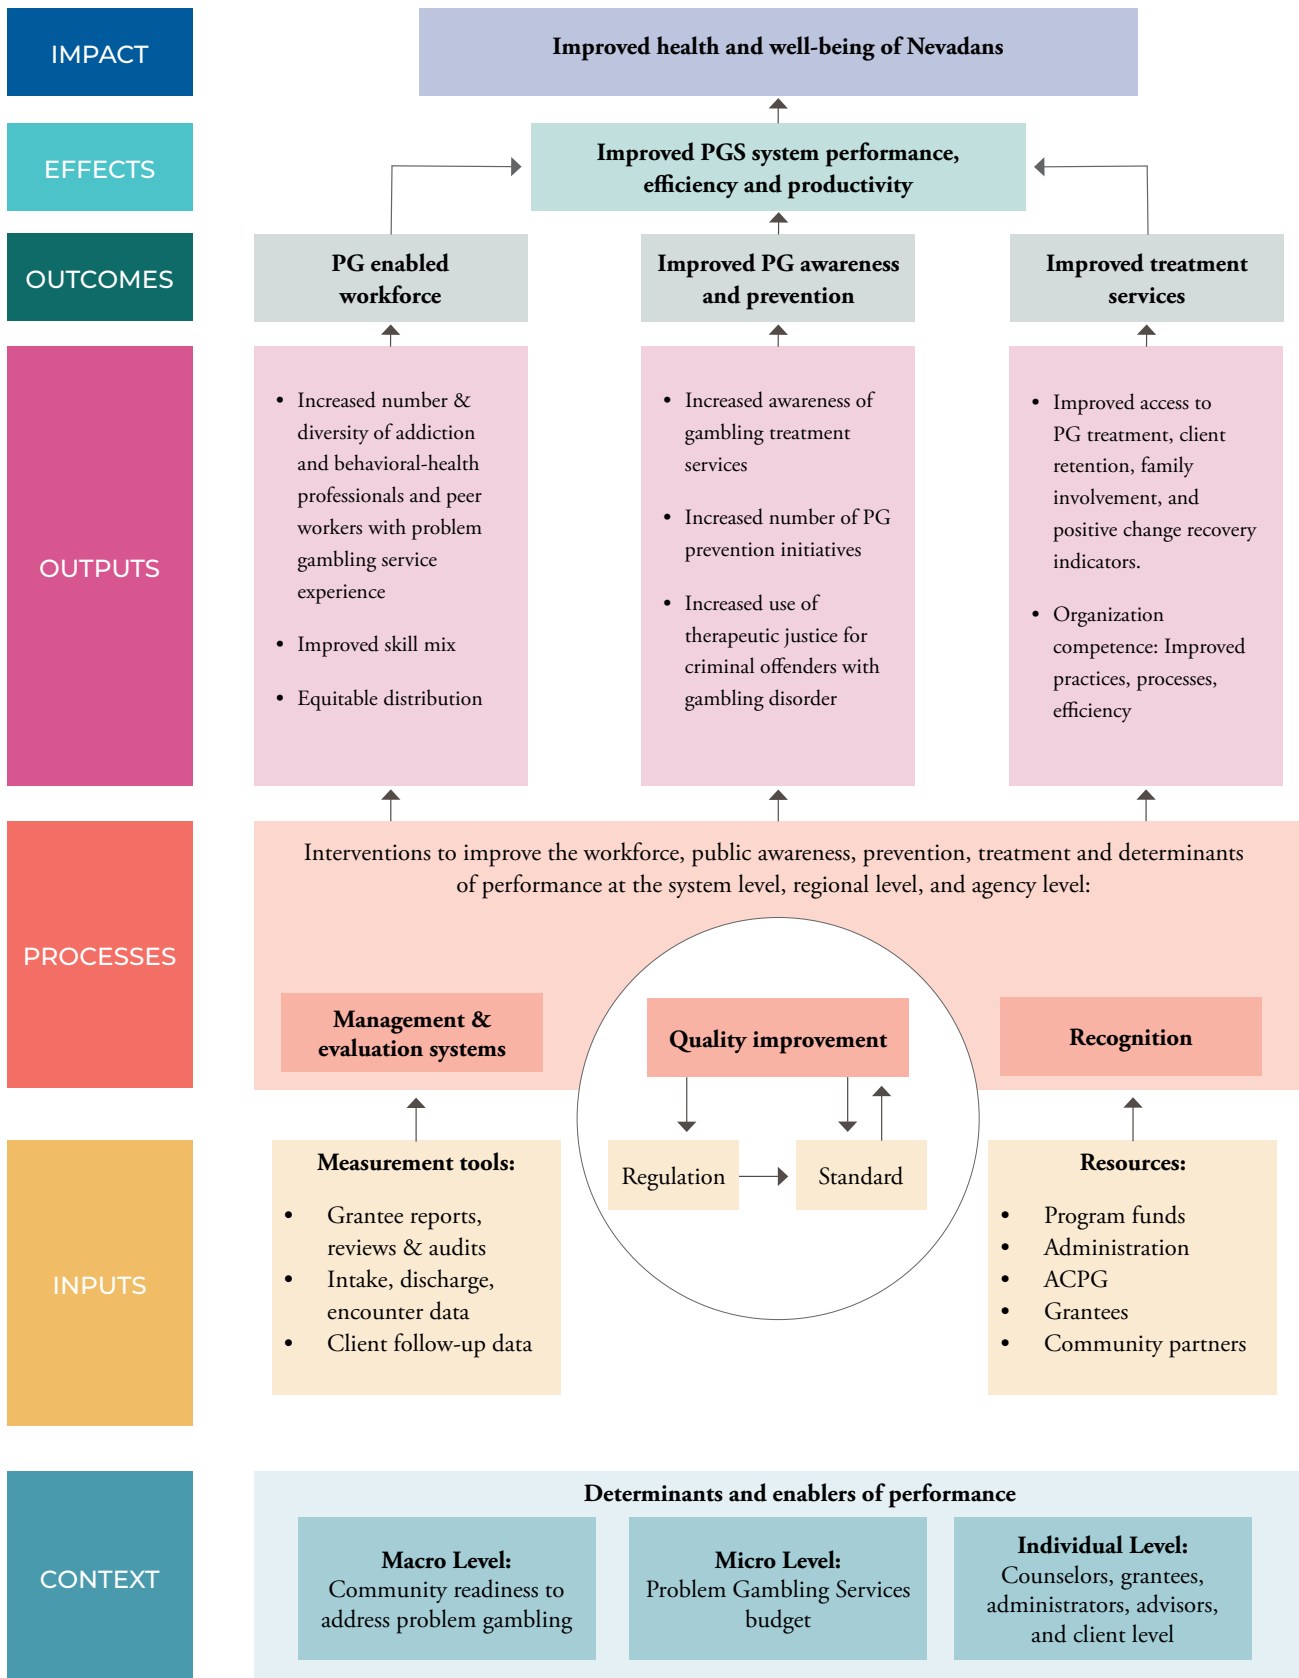 IMPACT
Improved health and well-being of Nevadans
EFFECTS
Improved PGS system performance,
efficiency and productivity
OUTCOMES
PG enabled
workforce
Improved PG awareness
and prevention
Improved treatment
services
OUTPUTS
• Increased number &
diversity of addiction
and behavioral-health
professionals and peer
workers with problem
gambling service
experience
• Improved skill mix
• Equitable distribution
• Increased awareness of
gambling treatment
services
• Increased number of PG
prevention initiatives
• Increased use of
therapeutic justice for
criminal offenders with
gambling disorder
• Improved access to
PG treatment, client
retention, family
involvement, and
positive change recovery
indicators.
• Organization
competence: Improved
practices, processes,
efficiency
PROCESSES
Interventions to improve the workforce, public awareness, prevention, treatment and determinants
of performance at the system level, regional level, and agency level:
Management &
evaluation systems
Quality improvement
Recognition
INPUTS
Measurement tools:
• Grantee reports,
reviews & audits
• Intake, discharge,
encounter data
• Client follow-up data
Regulation
Standard
Resources:
• Program funds
• Administration
• ACPG
• Grantees
• Community partners
CONTEXT
Determinants and enablers of performance
Macro Level:
Community readiness to
address problem gambling
Micro Level:
Problem Gambling Services
budget
Individual Level:
Counselors, grantees,
administrators, advisors,
and client level